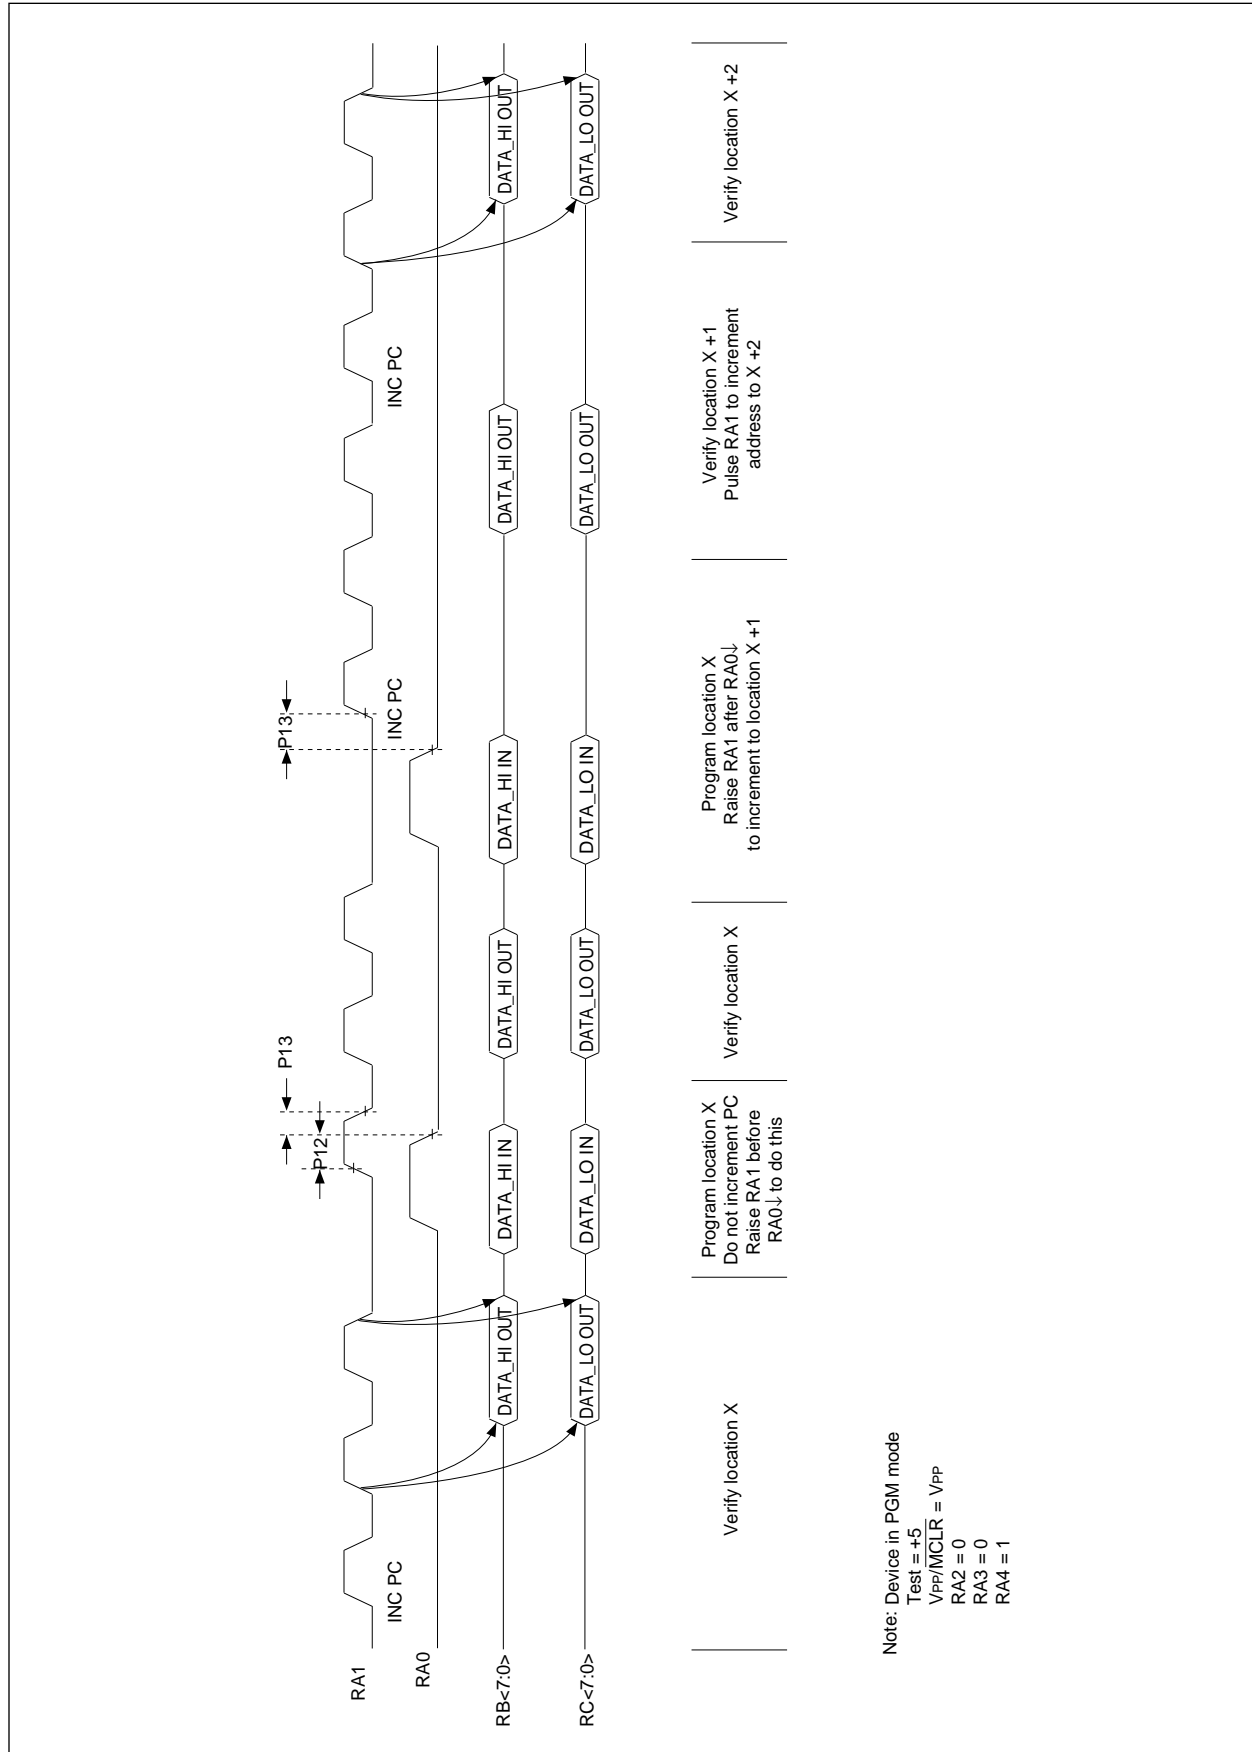 RA1
INC PC
P12
P13
P13
INC PC
INC PC
RA0
RB<7:0>
DATA_HI OUT
DATA_HI IN
DATA_HI OUT
DATA_HI IN
DATA_HI OUT
DATA_HI OUT
RC<7:0>
DATA_LO OUT
DATA_LO IN
DATA_LO OUT
DATA_LO IN
DATA_LO OUT
DATA_LO OUT
Verify location X
Program location X
Do not increment PC
Raise RA1 before
RA0↓ to do this
Verify location X
Program location X
Raise RA1 after RA0↓
to increment to location X +1
Verify location X +1
Pulse RA1 to increment
address to X +2
Verify location X +2
Note: Device in PGM mode
Test = +5
VPP/MCLR = VPP
RA2 = 0
RA3 = 0
RA4 = 1